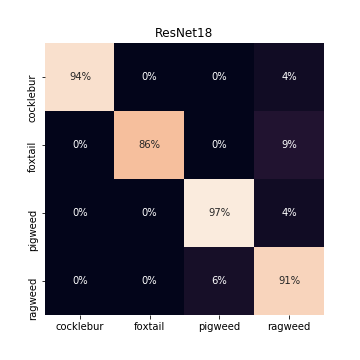 ResNet18
cocklebur 94% 0% 0% 4%
foxtail 0% 86% 0% 9%
pigweed 0% 0% 97% 4%
ragweed 0% 0% 6% 91%
cocklebur foxtail pigweed ragweed